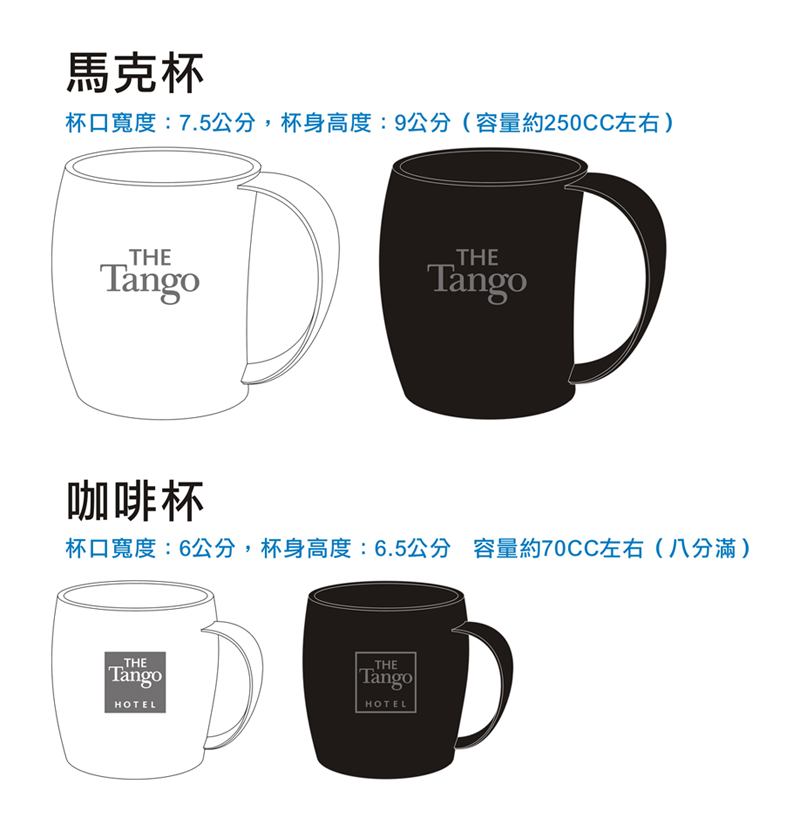 馬克杯
杯口寬度：7.5公分，杯身高度：9公分（容量約250CC左右）
THE
Tango
THE
Tango
咖啡杯
杯口寬度：6公分，杯身高度：6.5公分　容量約70CC左右（八分滿）
THE
Tango
HOTEL
THE
Tango
HOTEL